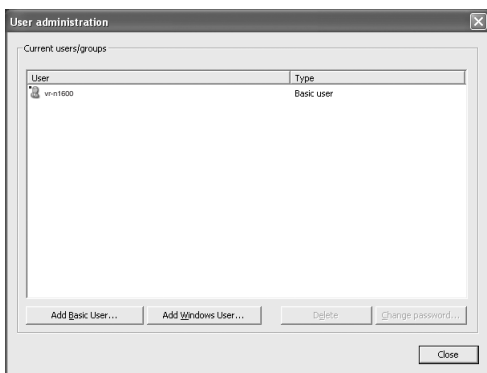 User administration
Current users/groups
User Type
vr-n1600 Basic user
Add Basic User... Add Windows User... Delete Change password...
Close